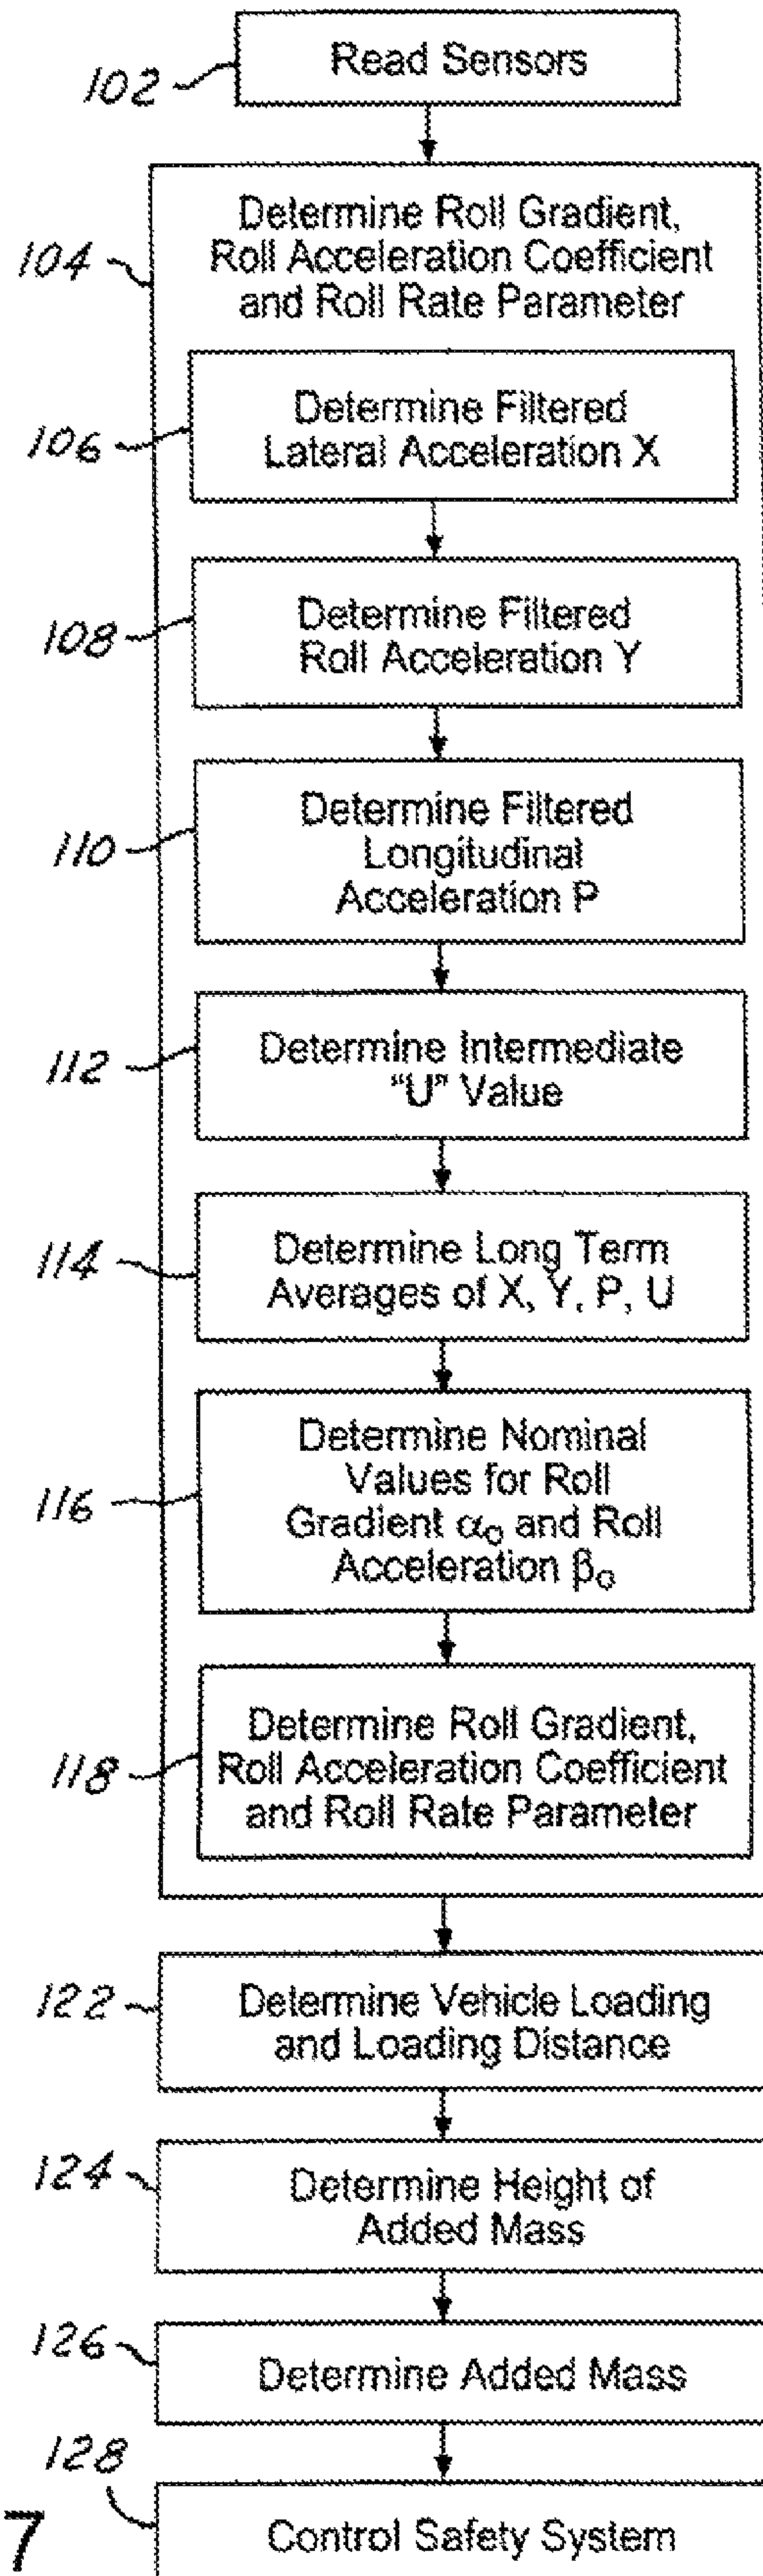 102
Read Sensors
104
Determine Roll Gradient,
Roll Acceleration Coefficient
and Roll Rate Parameter
106
Determine Filtered
Lateral Acceleration X
108
Determine Filtered
Roll Acceleration Y
110
Determine Filtered
Longitudinal
Acceleration P
112
Determine Intermediate
“U” Value
114
Determine Long Term
Averages of X, Y, P, U
116
Determine Nominal
Values for Roll
Gradient α₀ and Roll
Acceleration β₀
118
Determine Roll Gradient,
Roll Acceleration Coefficient
and Roll Rate Parameter
122
Determine Vehicle Loading
and Loading Distance
124
Determine Height of
Added Mass
126
Determine Added Mass
128
Control Safety System
7